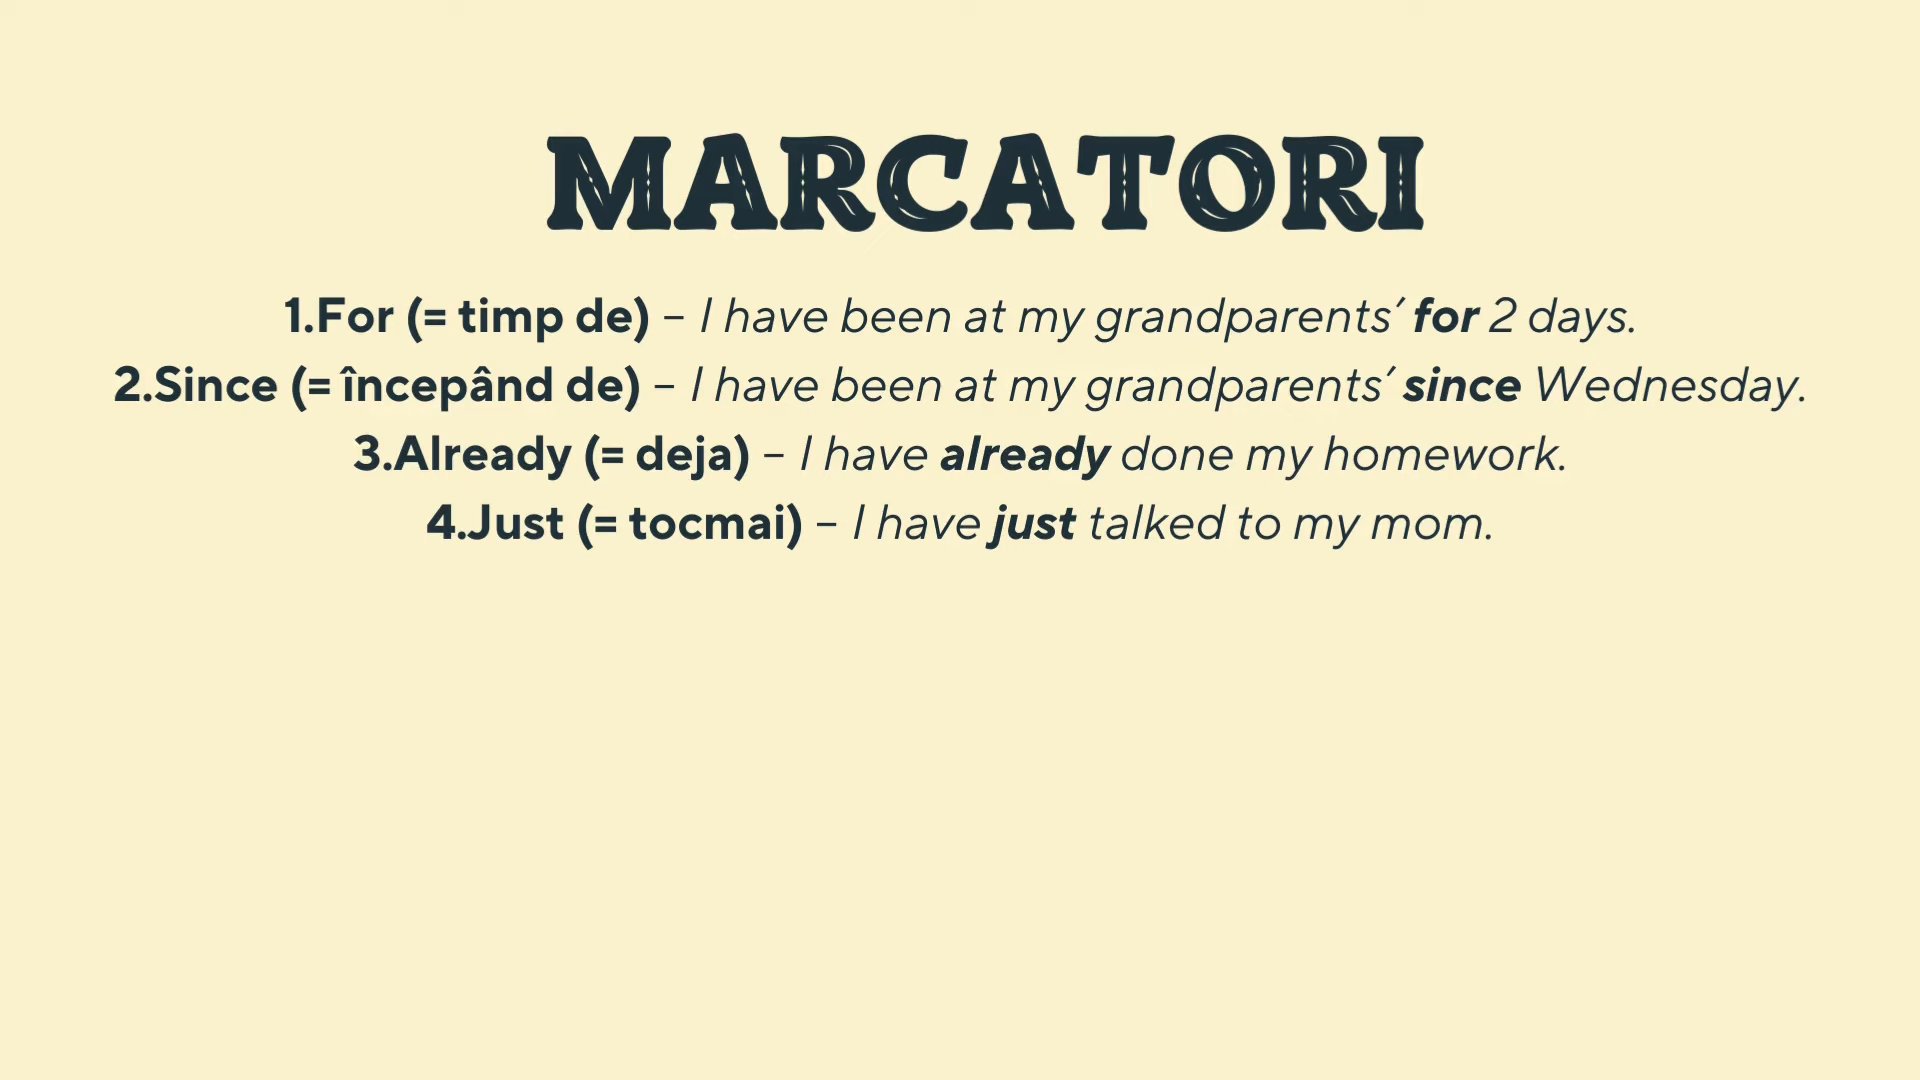 MARCATORI
1.For (= timp de) – I have been at my grandparents’ for 2 days.
2.Since (= începând de) – I have been at my grandparents’ since Wednesday.
3.Already (= deja) – I have already done my homework.
4.Just (= tocmai) – I have just talked to my mom.